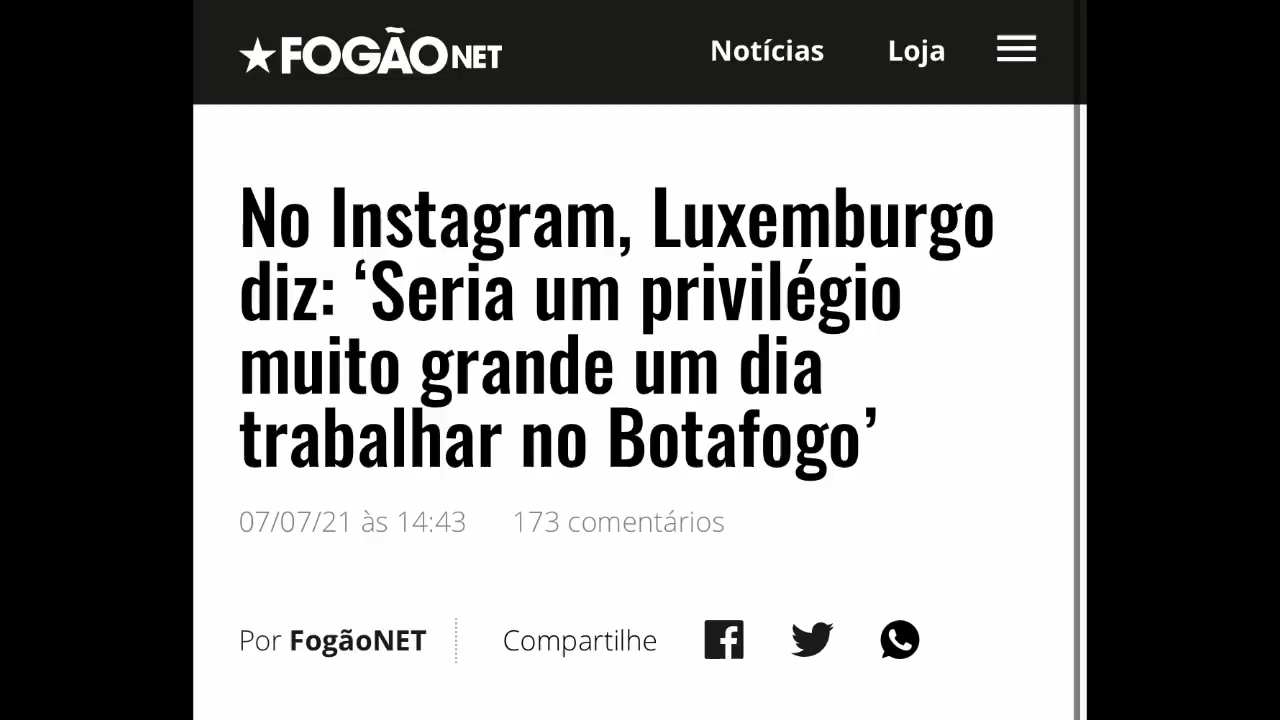 ★FOGÃONET
Notícias
Loja
No Instagram, Luxemburgo
diz: ‘Seria um privilégio
muito grande um dia
trabalhar no Botafogo’
07/07/21 às 14:43
173 comentários
Por FogãoNET
Compartilhe